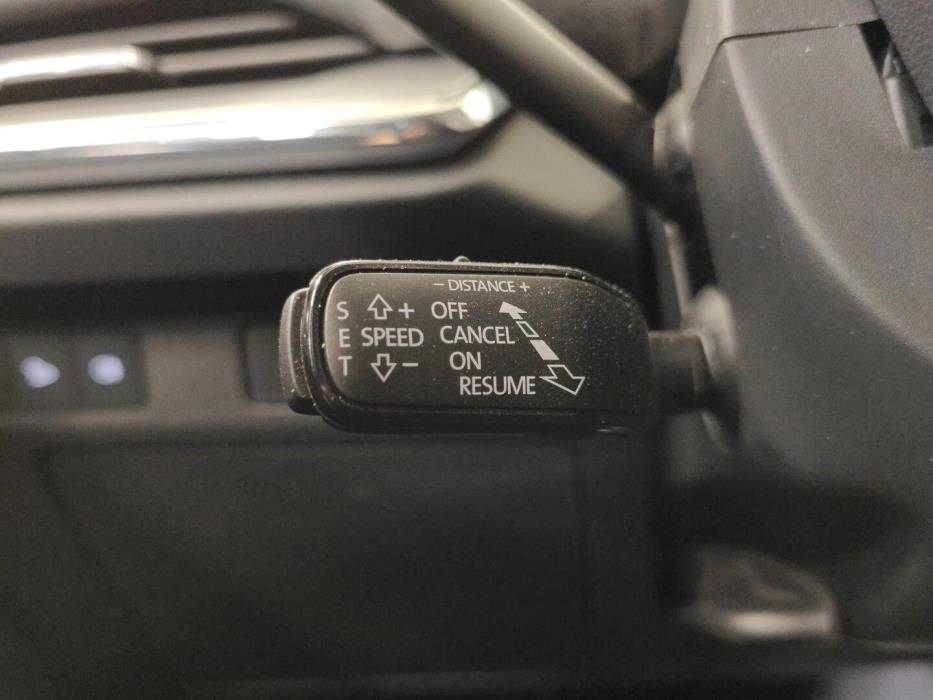 - DISTANCE +
S + OFF
E SPEED CANCEL
T - ON
RESUME